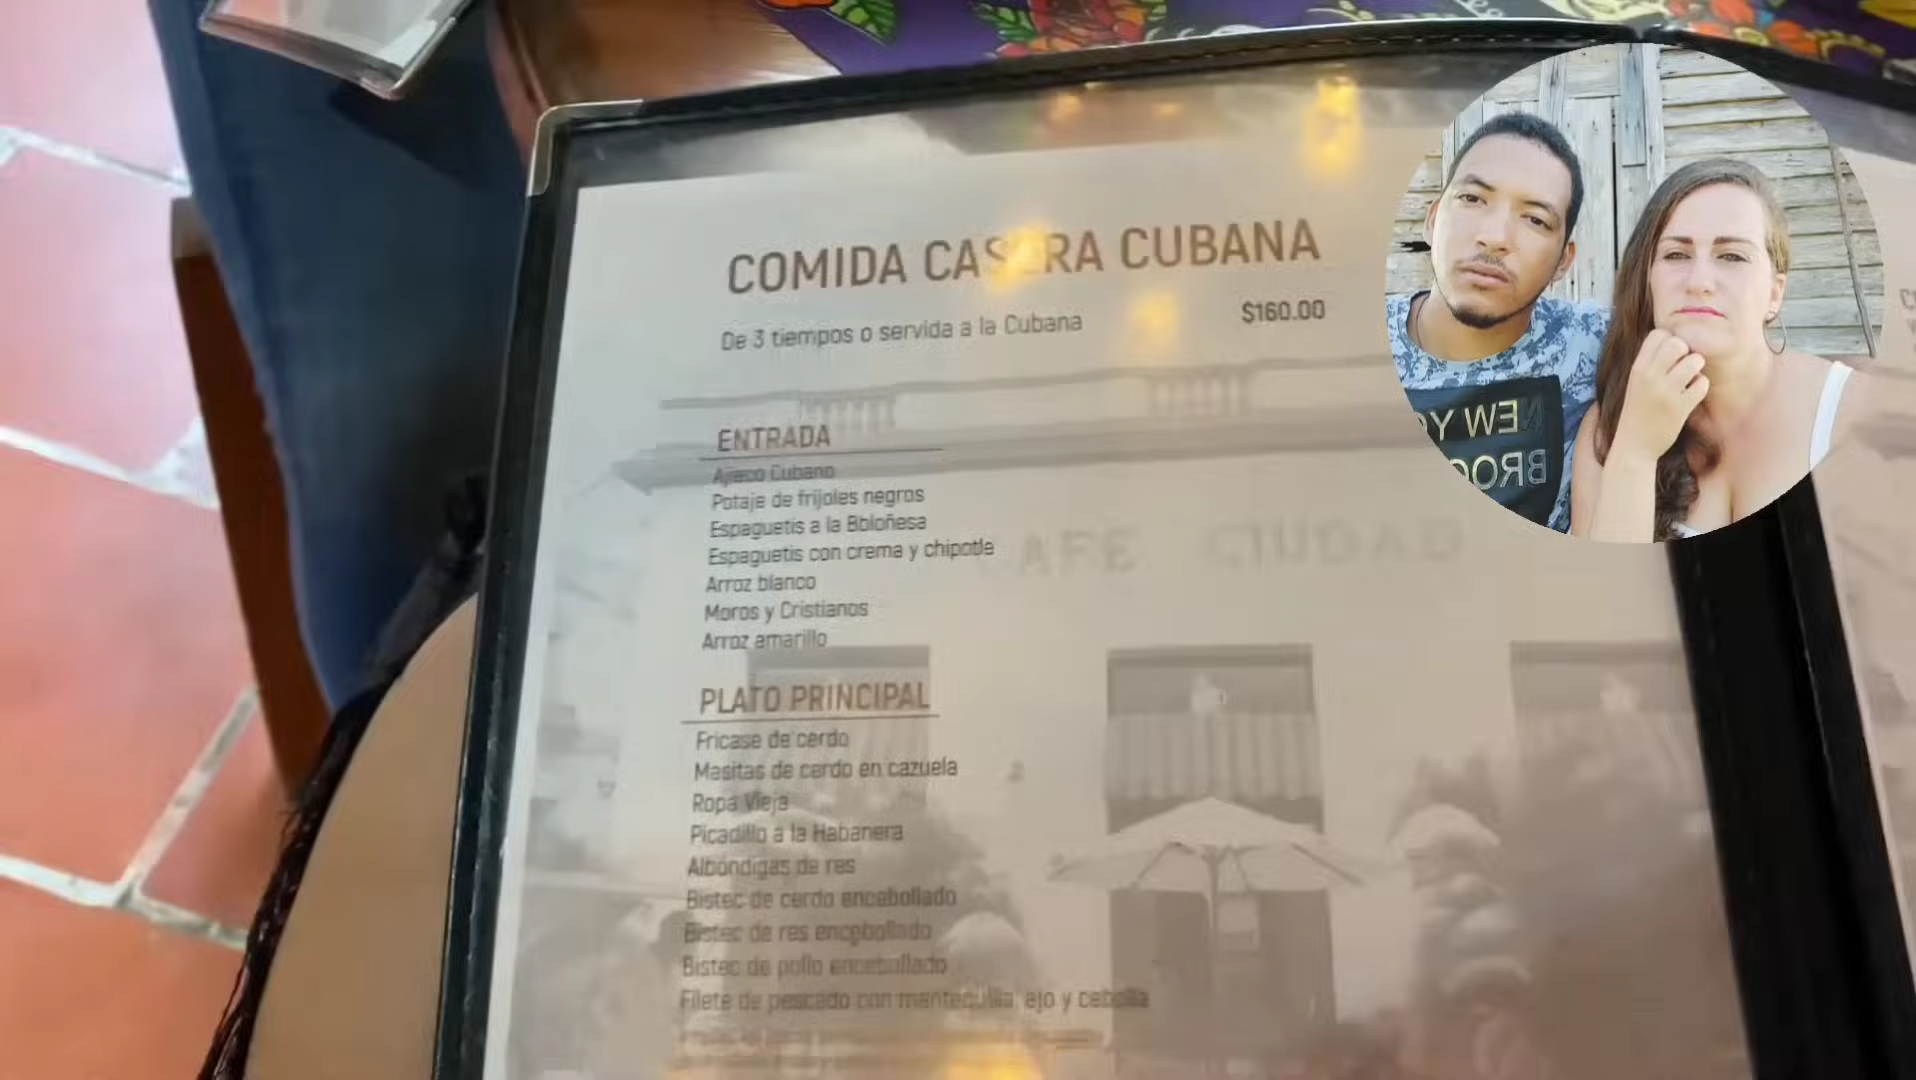 COMIDA CASERA CUBANA
De 3 tiempos o servida a la Cubana $160.00
ENTRADA
Ajiaco Cubano
Potaje de frijoles negros
Espaguetis a la Bbloñesa
Espaguetis con crema y chipotle
Arroz blanco
Moros y Cristianos
Arroz amarillo
PLATO PRINCIPAL
Fricase de cerdo
Masitas de cerdo en cazuela
Ropa Vieja
Picadillo a la Habanera
Albóndigas de res
Bistec de cerdo encebollado
Bistec de res encebollado
Bistec de pollo encebollado
Filete de pescado con mantequilla, ajo y cebolla
CIUDAD
NEW